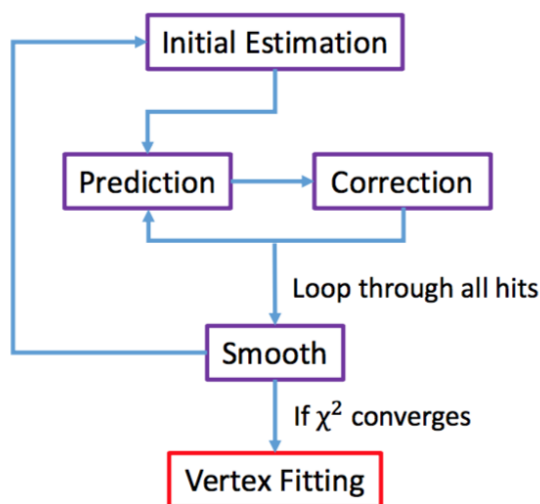 Initial Estimation
Prediction
Correction
Loop through all hits
Smooth
If χ² converges
Vertex Fitting